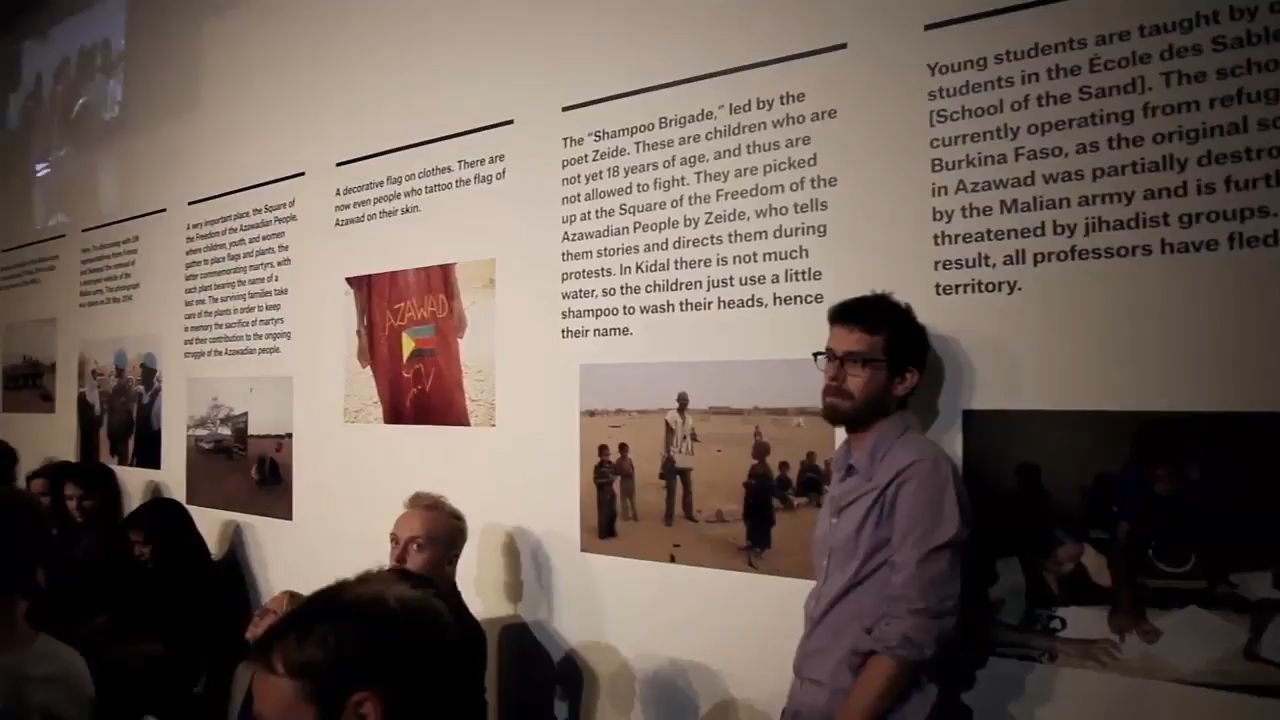 A very important place, the Square of
the Freedom of the Azawadian People,
where children, youth, and women
gather to place flags and plants, the
latter commemorating martyrs, with
each plant bearing the name of a
lost one. The surviving families take
care of the plants in order to keep
in memory the sacrifice of martyrs
and their contribution to the ongoing
struggle of the Azawadian people.
A decorative flag on clothes. There are
now even people who tattoo the flag of
Azawad on their skin.
AZAWAD
The “Shampoo Brigade,” led by the
poet Zeide. These are children who are
not yet 18 years of age, and thus are
not allowed to fight. They are picked
up at the Square of the Freedom of the
Azawadian People by Zeide, who tells
them stories and directs them during
protests. In Kidal there is not much
water, so the children just use a little
shampoo to wash their heads, hence
their name.
Young students are taught by
students in the École des Sable
[School of the Sand]. The scho
currently operating from refug
Burkina Faso, as the original sc
in Azawad was partially destro
by the Malian army and is furt
threatened by jihadist groups.
result, all professors have fled
territory.